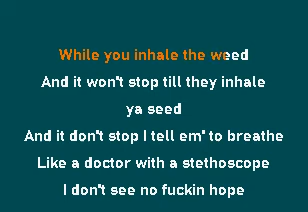 While you inhale the weed
And it won't stop till they inhale
ya seed
And it don't stop I tell em' to breathe
Like a doctor with a stethoscope
I don't see no fuckin hope